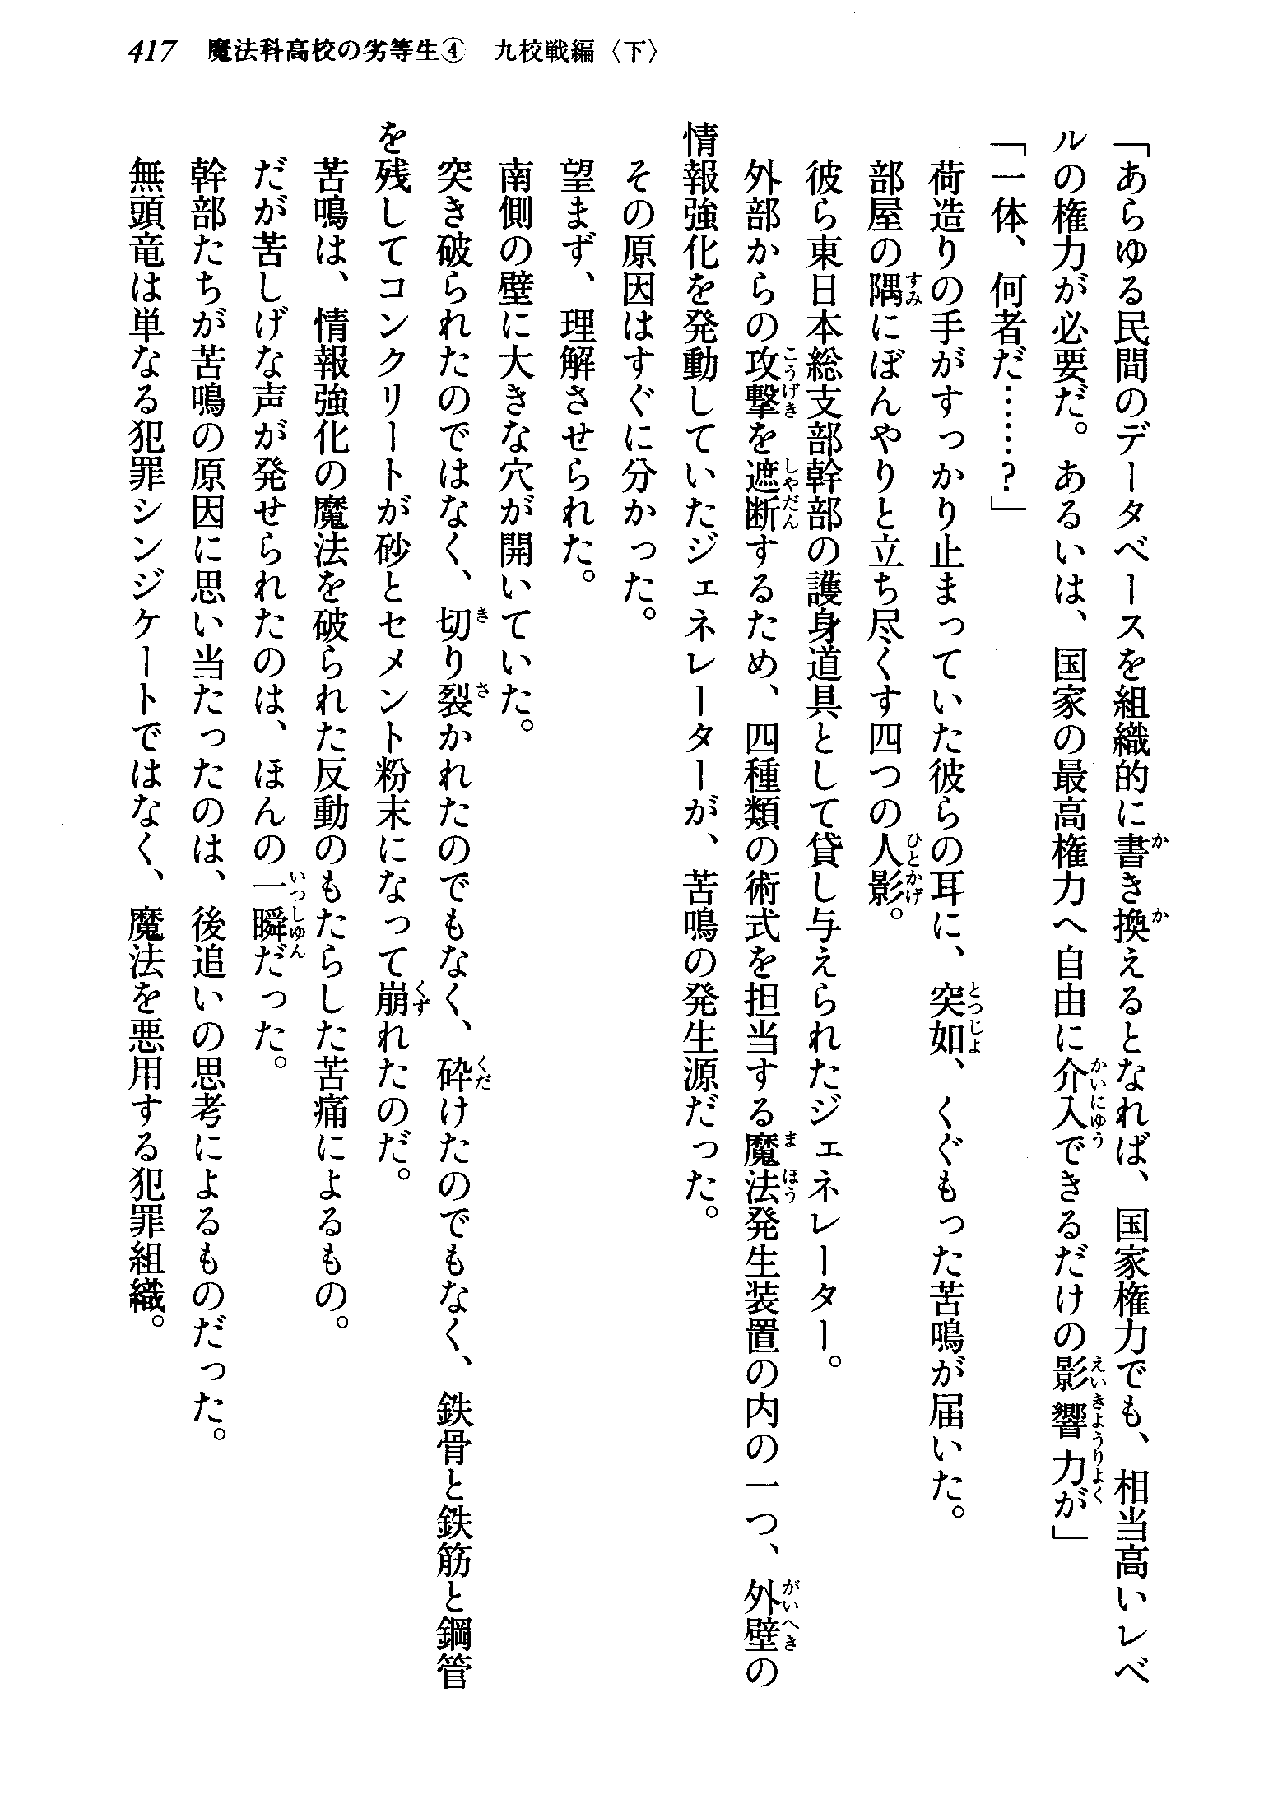 417 魔法科高校の劣等生④ 九校戦編〈下〉
「あらゆる民間のデータベースを組織的に書き換えるとなれば、国家権力でも、相当高いレベ
ルの権力が必要だ。あるいは、国家の最高権力へ自由に介入できるだけの影響力が」
「一体、何者だ……?」
荷造りの手がすっかり止まっていた彼らの耳に、突如、くぐもった苦鳴が届いた。
部屋の隅にぼんやりと立ち尽くす四つの人影。
彼ら東日本総支部幹部の護身道具として貸し与えられたジェネレーター。
外部からの攻撃を遮断するため、四種類の術式を担当する魔法発生装置の内の一つ、外壁の
情報強化を発動していたジェネレーターが、苦鳴の発生源だった。
その原因はすぐに分かった。
望まず、理解させられた。
南側の壁に大きな穴が開いていた。
突き破られたのではなく、切り裂かれたのでもなく、砕けたのでもなく、鉄骨と鉄筋と鋼管
を残してコンクリートが砂とセメント粉末になって崩れたのだ。
苦鳴は、情報強化の魔法を破られた反動のもたらした苦痛によるもの。
だが苦しげな声が発せられたのは、ほんの一瞬だった。
幹部たちが苦鳴の原因に思い当たったのは、後追いの思考によるものだった。
無頭竜は単なる犯罪シンジケートではなく、魔法を悪用する犯罪組織。